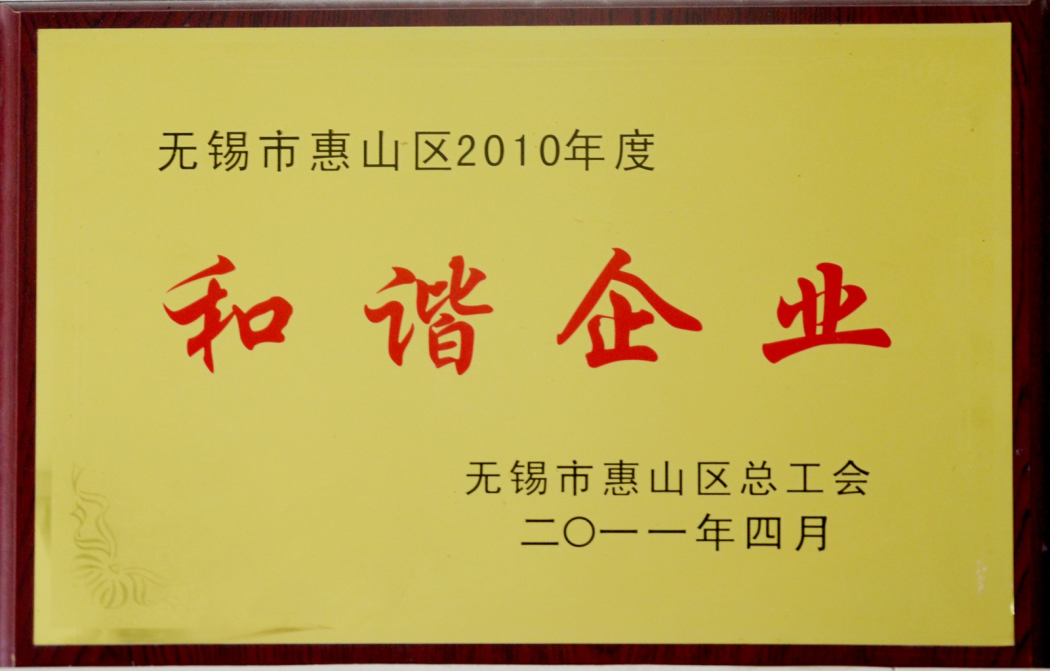 无锡市惠山区2010年度
和谐企业
无锡市惠山区总工会
二〇一一年四月